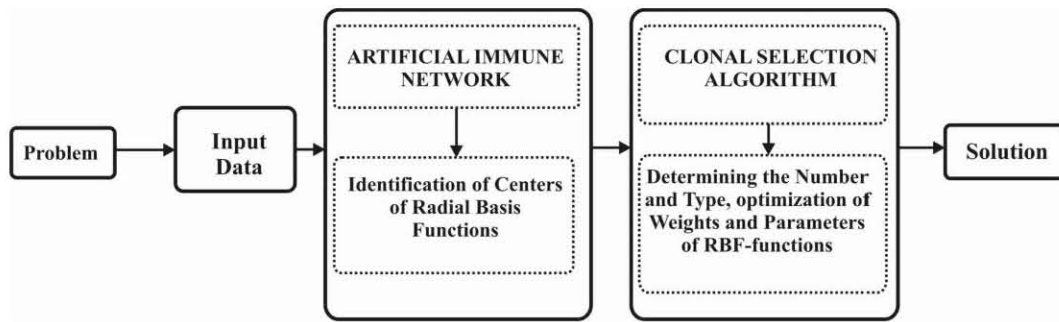 Problem
Input
Data
ARTIFICIAL IMMUNE
NETWORK
Identification of Centers
of Radial Basis
Functions
CLONAL SELECTION
ALGORITHM
Determining the Number
and Type, optimization of
Weights and Parameters
of RBF-functions
Solution